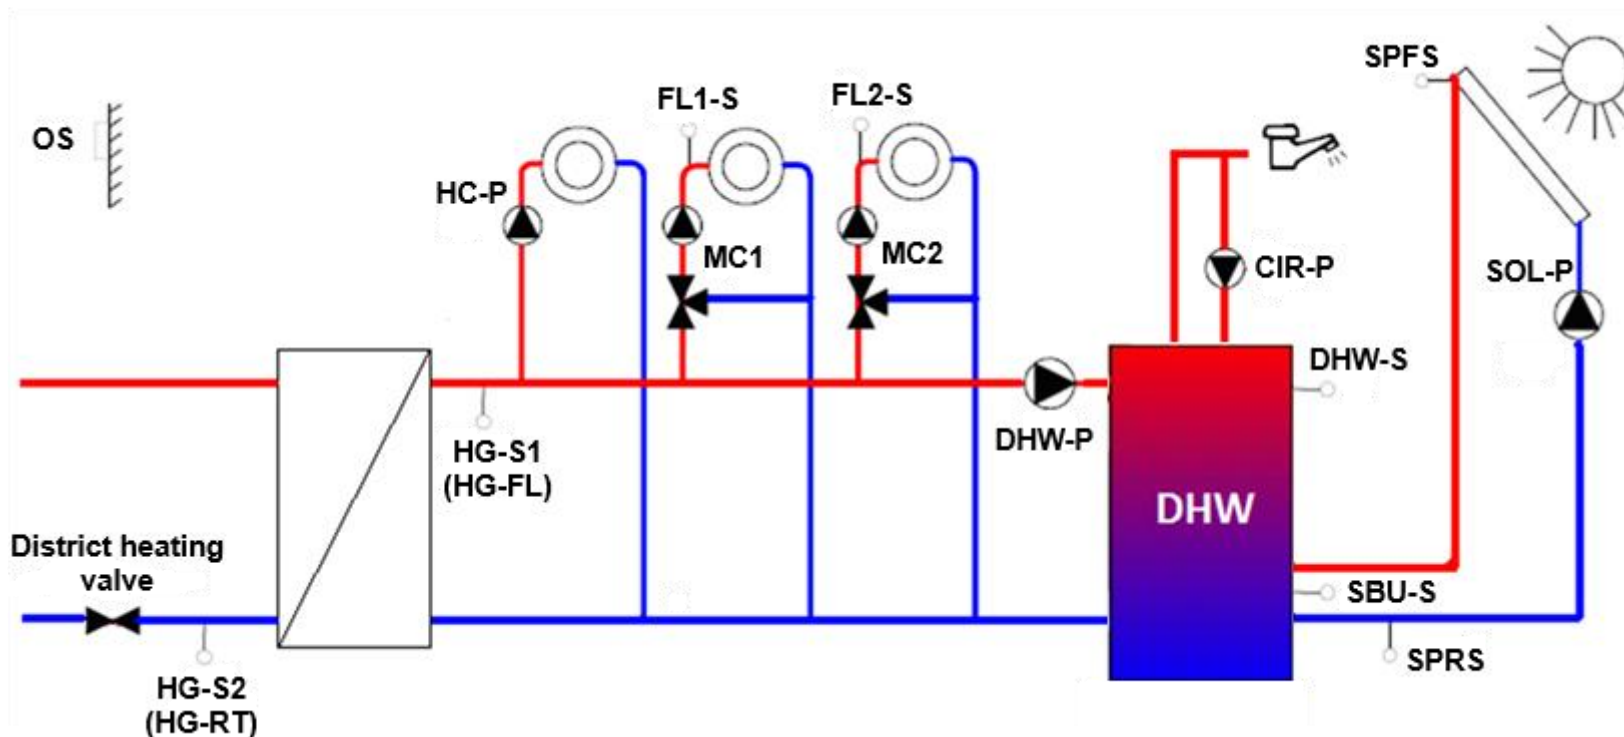 SPFS
FL1-S
FL2-S
OS
HC-P
MC1
MC2
CIR-P
SOL-P
DHW-S
DHW-P
HG-S1
(HG-FL)
DHW
District heating
valve
SBU-S
SPRS
HG-S2
(HG-RT)